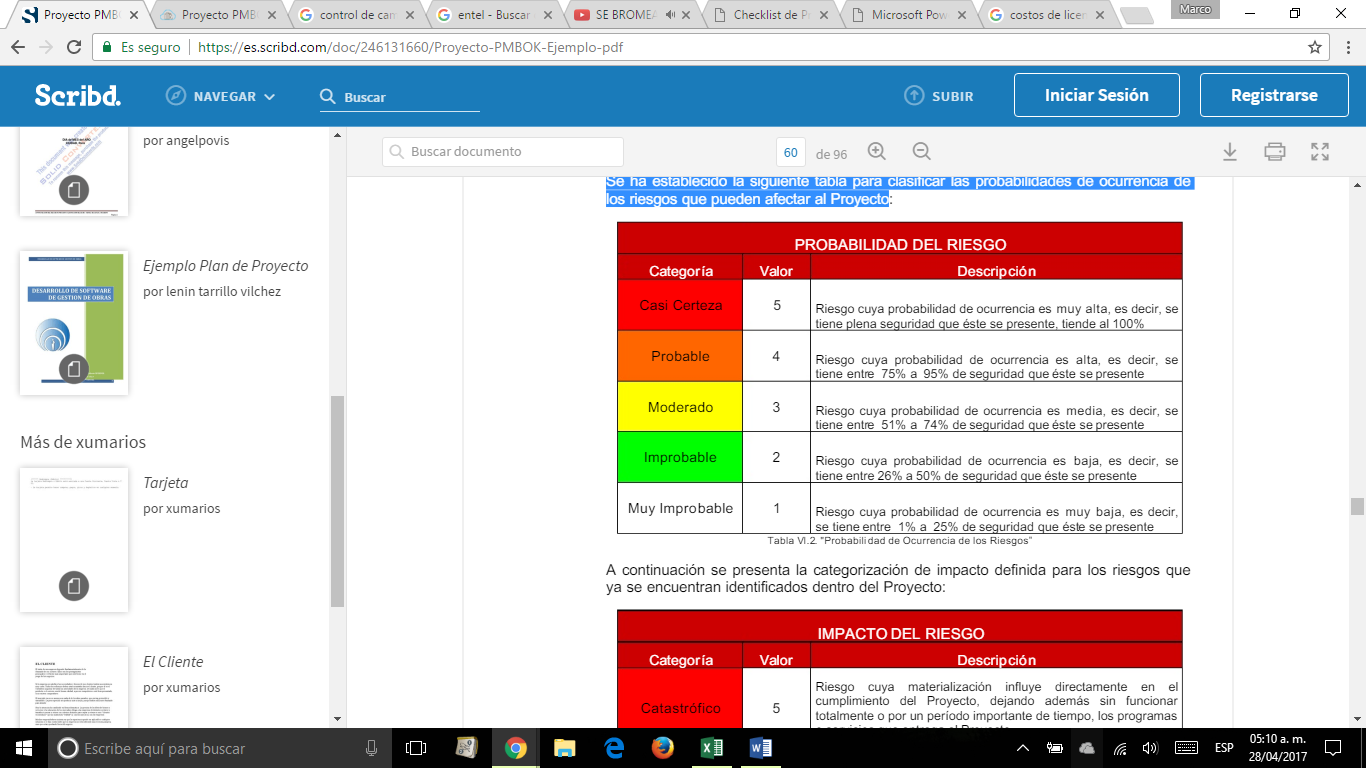 Marco
Proyecto PMBO
Proyecto PMB
control de cam
entel - Buscar
SE BROMEA
Checklist de P
Microsoft Pow
costos de licen
Es seguro
https://es.scribd.com/doc/246131660/Proyecto-PMBOK-Ejemplo-pdf
Scribd.
NAVEGAR
Buscar
SUBIR
Iniciar Sesión
Registrarse
por angelpovis
DESARROLLO DE SOFTWARE
DE GESTION DE OBRAS
Ejemplo Plan de Proyecto
por lenin tarrillo vilchez
Más de xumarios
Tarjeta
por xumarios
EL CLIENTE
El Cliente
por xumarios
Buscar documento
60
de 96
Se ha establecido la siguiente tabla para clasificar las probabilidades de ocurrencia de
los riesgos que pueden afectar al Proyecto:
PROBABILIDAD DEL RIESGO
Categoría Valor Descripción
Casi Certeza 5 Riesgo cuya probabilidad de ocurrencia es muy alta, es decir, se
tiene plena seguridad que éste se presente, tiende al 100%
Probable 4 Riesgo cuya probabilidad de ocurrencia es alta, es decir, se
tiene entre 75% a 95% de seguridad que éste se presente
Moderado 3 Riesgo cuya probabilidad de ocurrencia es media, es decir, se
tiene entre 51% a 74% de seguridad que éste se presente
Improbable 2 Riesgo cuya probabilidad de ocurrencia es baja, es decir, se
tiene entre 26% a 50% de seguridad que éste se presente
Muy Improbable 1 Riesgo cuya probabilidad de ocurrencia es muy baja, es decir,
se tiene entre 1% a 25% de seguridad que éste se presente
Tabla VI.2. "Probabilidad de Ocurrencia de los Riesgos"
A continuación se presenta la categorización de impacto definida para los riesgos que
ya se encuentran identificados dentro del Proyecto:
IMPACTO DEL RIESGO
Categoría Valor Descripción
Catastrófico 5 Riesgo cuya materialización influye directamente en el
cumplimiento del Proyecto, dejando además sin funcionar
totalmente o por un período importante de tiempo, los programas
Escribe aquí para buscar
ESP
05:10 a. m.
28/04/2017